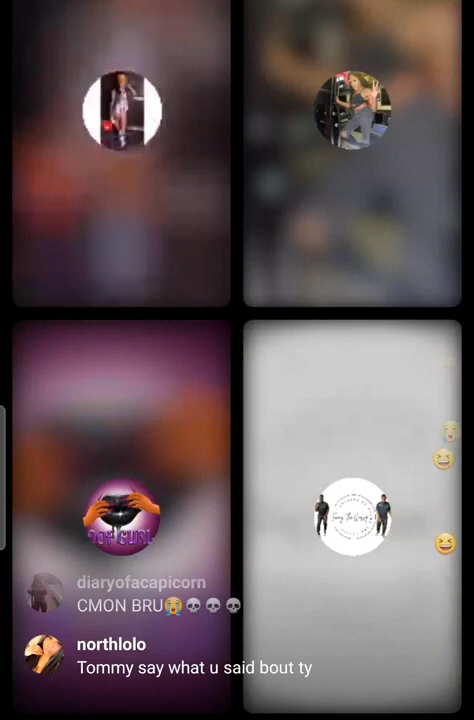 diaryofacapicorn
CMON BRU😭💀💀💀
northlolo
Tommy say what u said bout ty